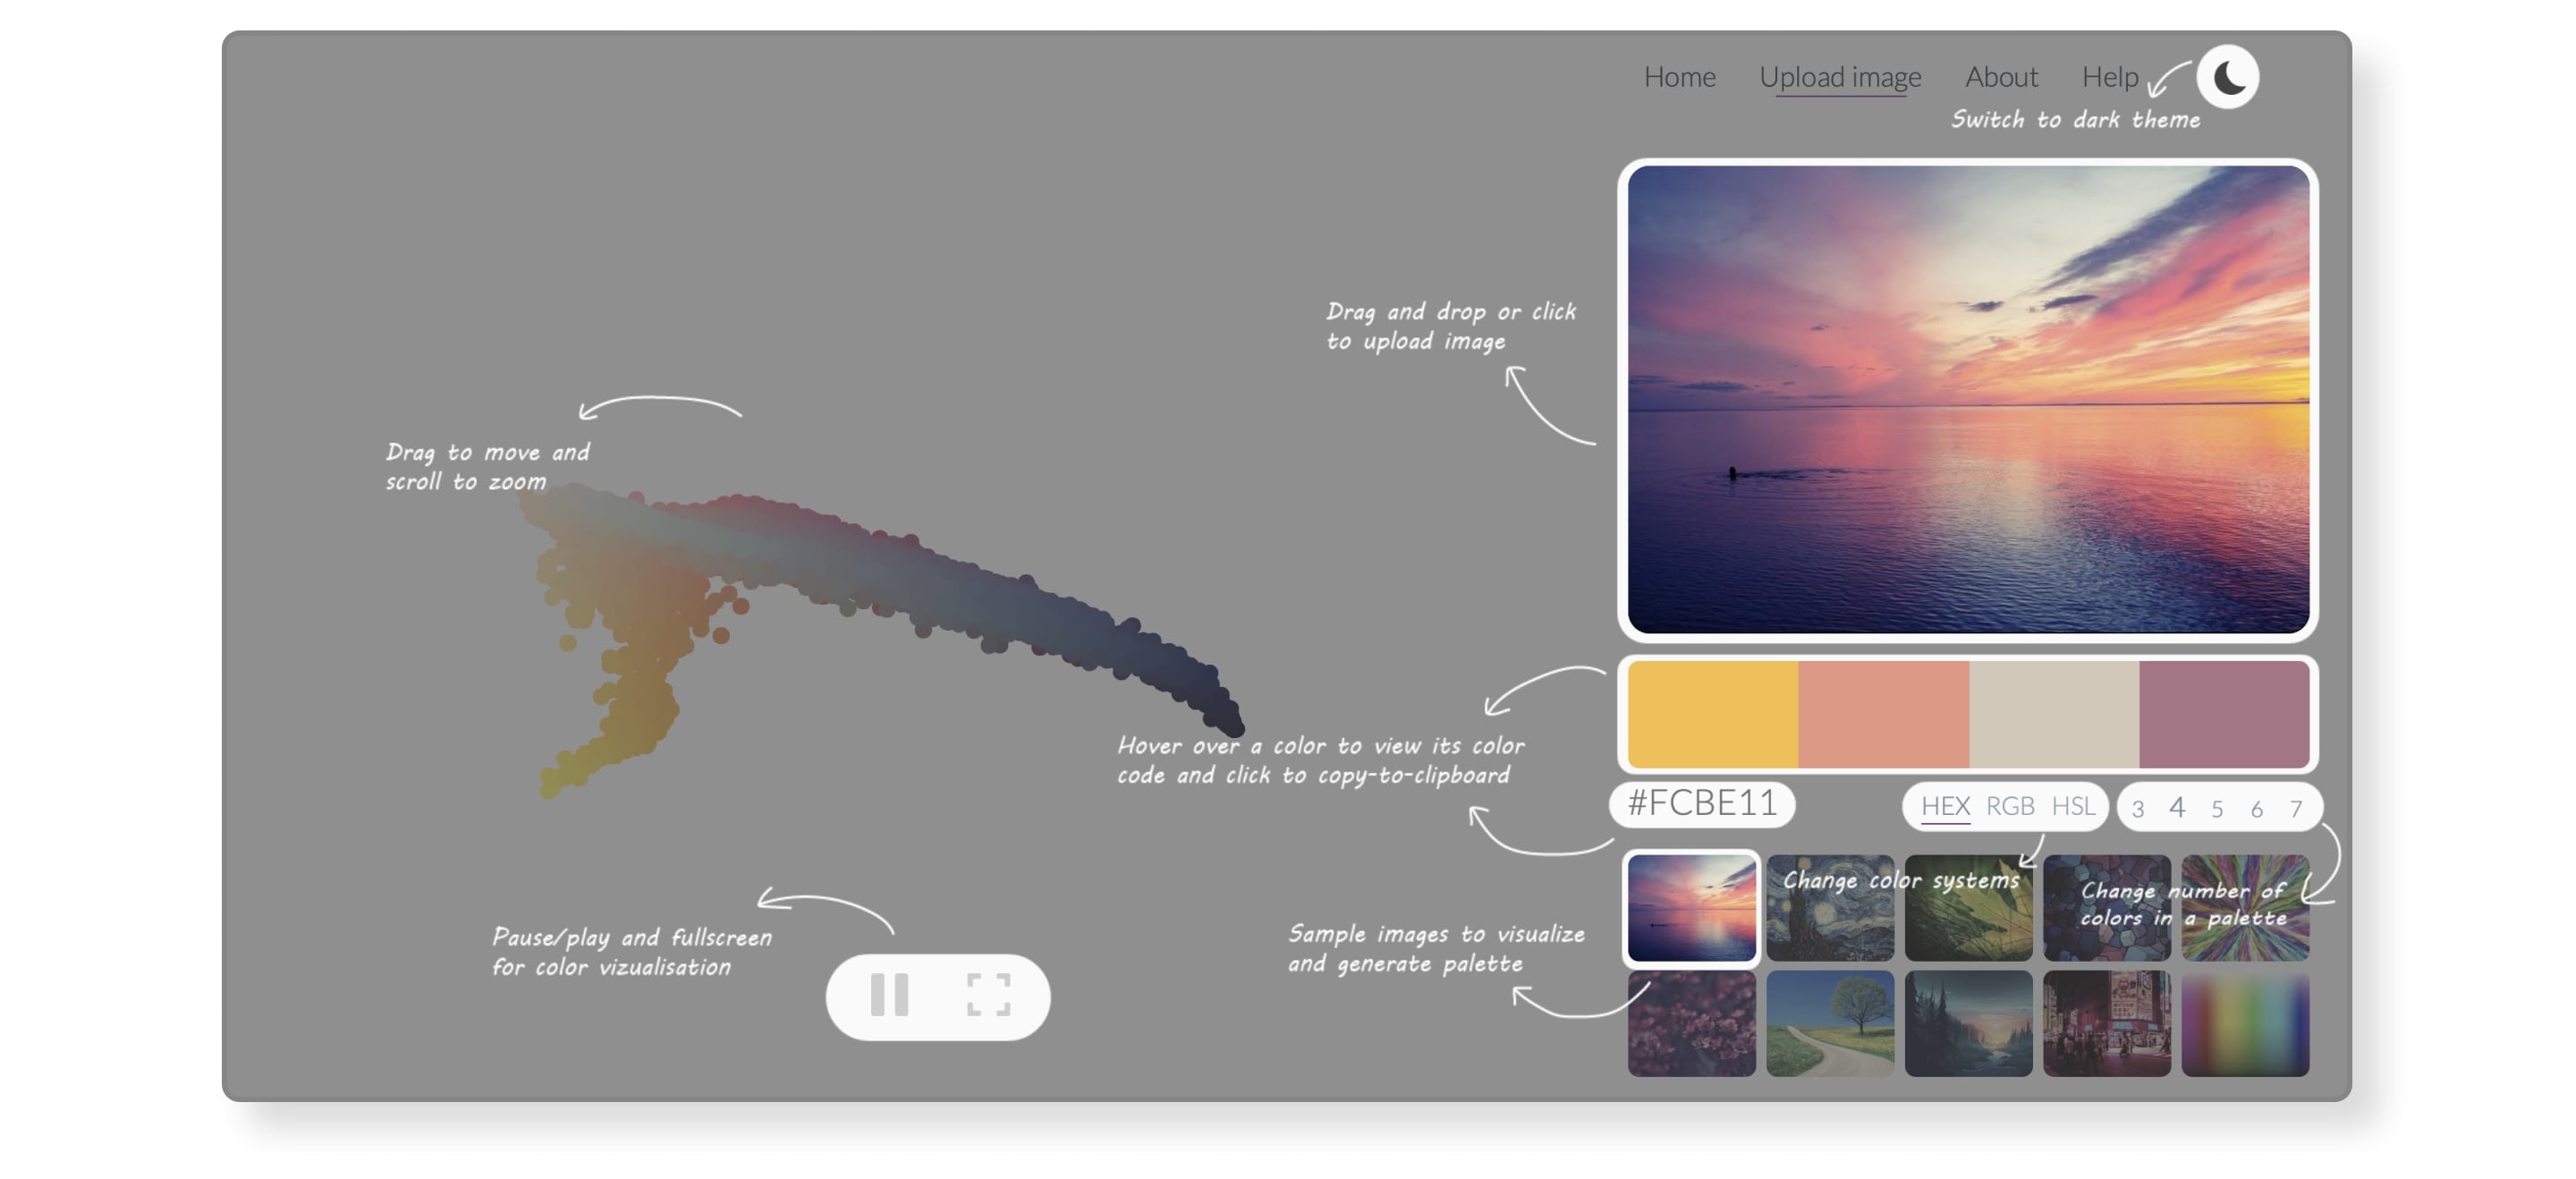 Home Upload image About Help
Switch to dark theme
Drag and drop or click
to upload image
Drag to move and
scroll to zoom
Hover over a color to view its color
code and click to copy-to-clipboard
#FCBE11
HEX RGB HSL
3 4 5 6 7
Change color systems
Change number of
colors in a palette
Pause/play and fullscreen
for color vizualisation
Sample images to visualize
and generate palette